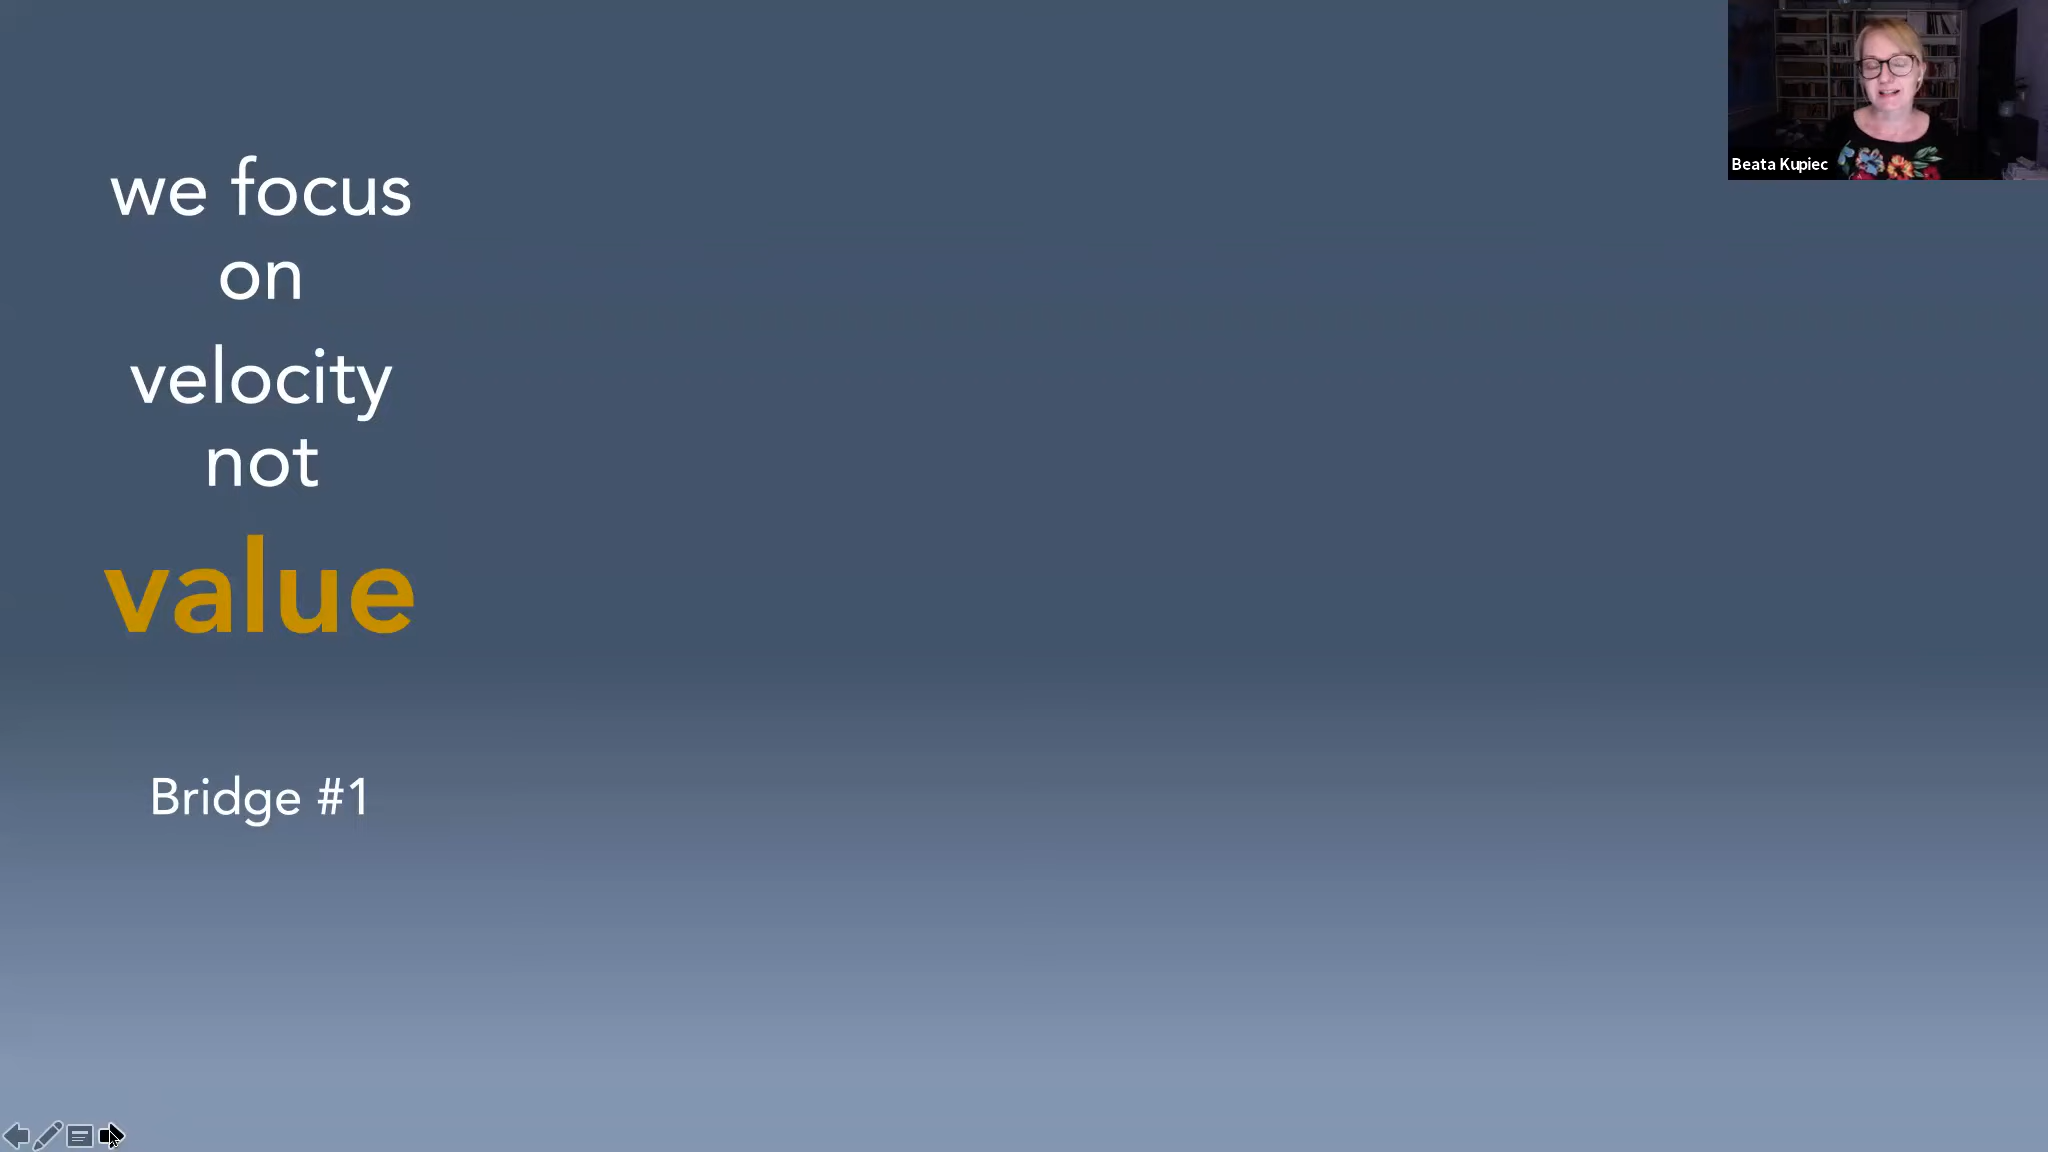 we focus
on
velocity
not
value
Bridge #1
Beata Kupiec